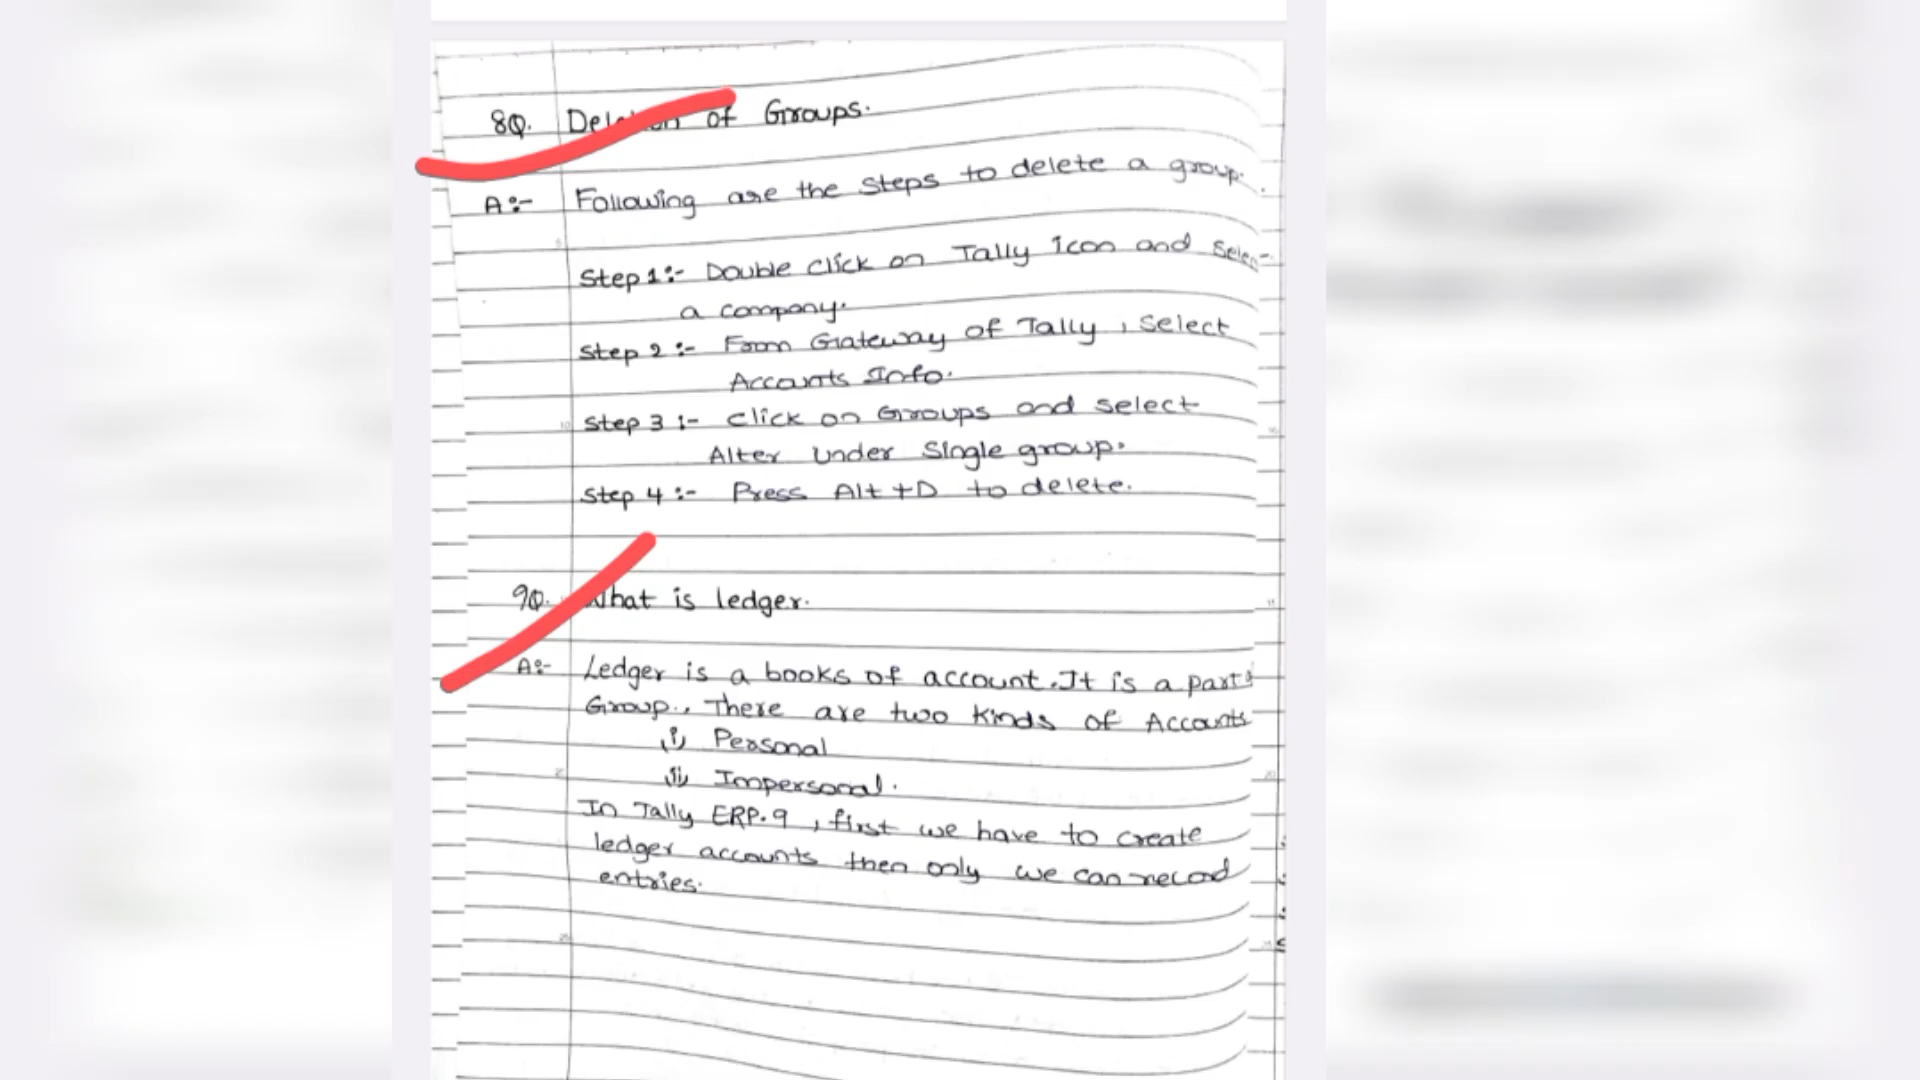 8Q. Deletion of Groups.
A:- Following are the Steps to delete a group.
Step 1:- Double click on Tally icon and Selec-
a company.
Step 2:- From Gateway of Tally, Select
Accounts Info.
Step 3:- Click on Groups and select
Alter under Single group.
Step 4:- Press Alt+D to delete.
9Q. What is ledger.
A:- Ledger is a books of account. It is a part
Group. There are two kinds of Accounts
i) Personal
ii) Impersonal.
In Tally ERP.9, first we have to create
ledger accounts then only we can record
entries.